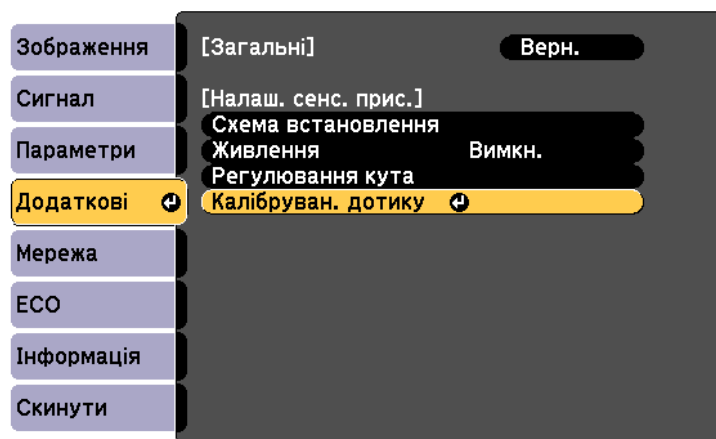 Зображення
Сигнал
Параметри
Додаткові
Мережа
ECO
Інформація
Скинути
[Загальні] Верн.
[Налаш. сенс. прис.]
Схема встановлення
Живлення Вимкн.
Регулювання кута
Калібруван. дотику